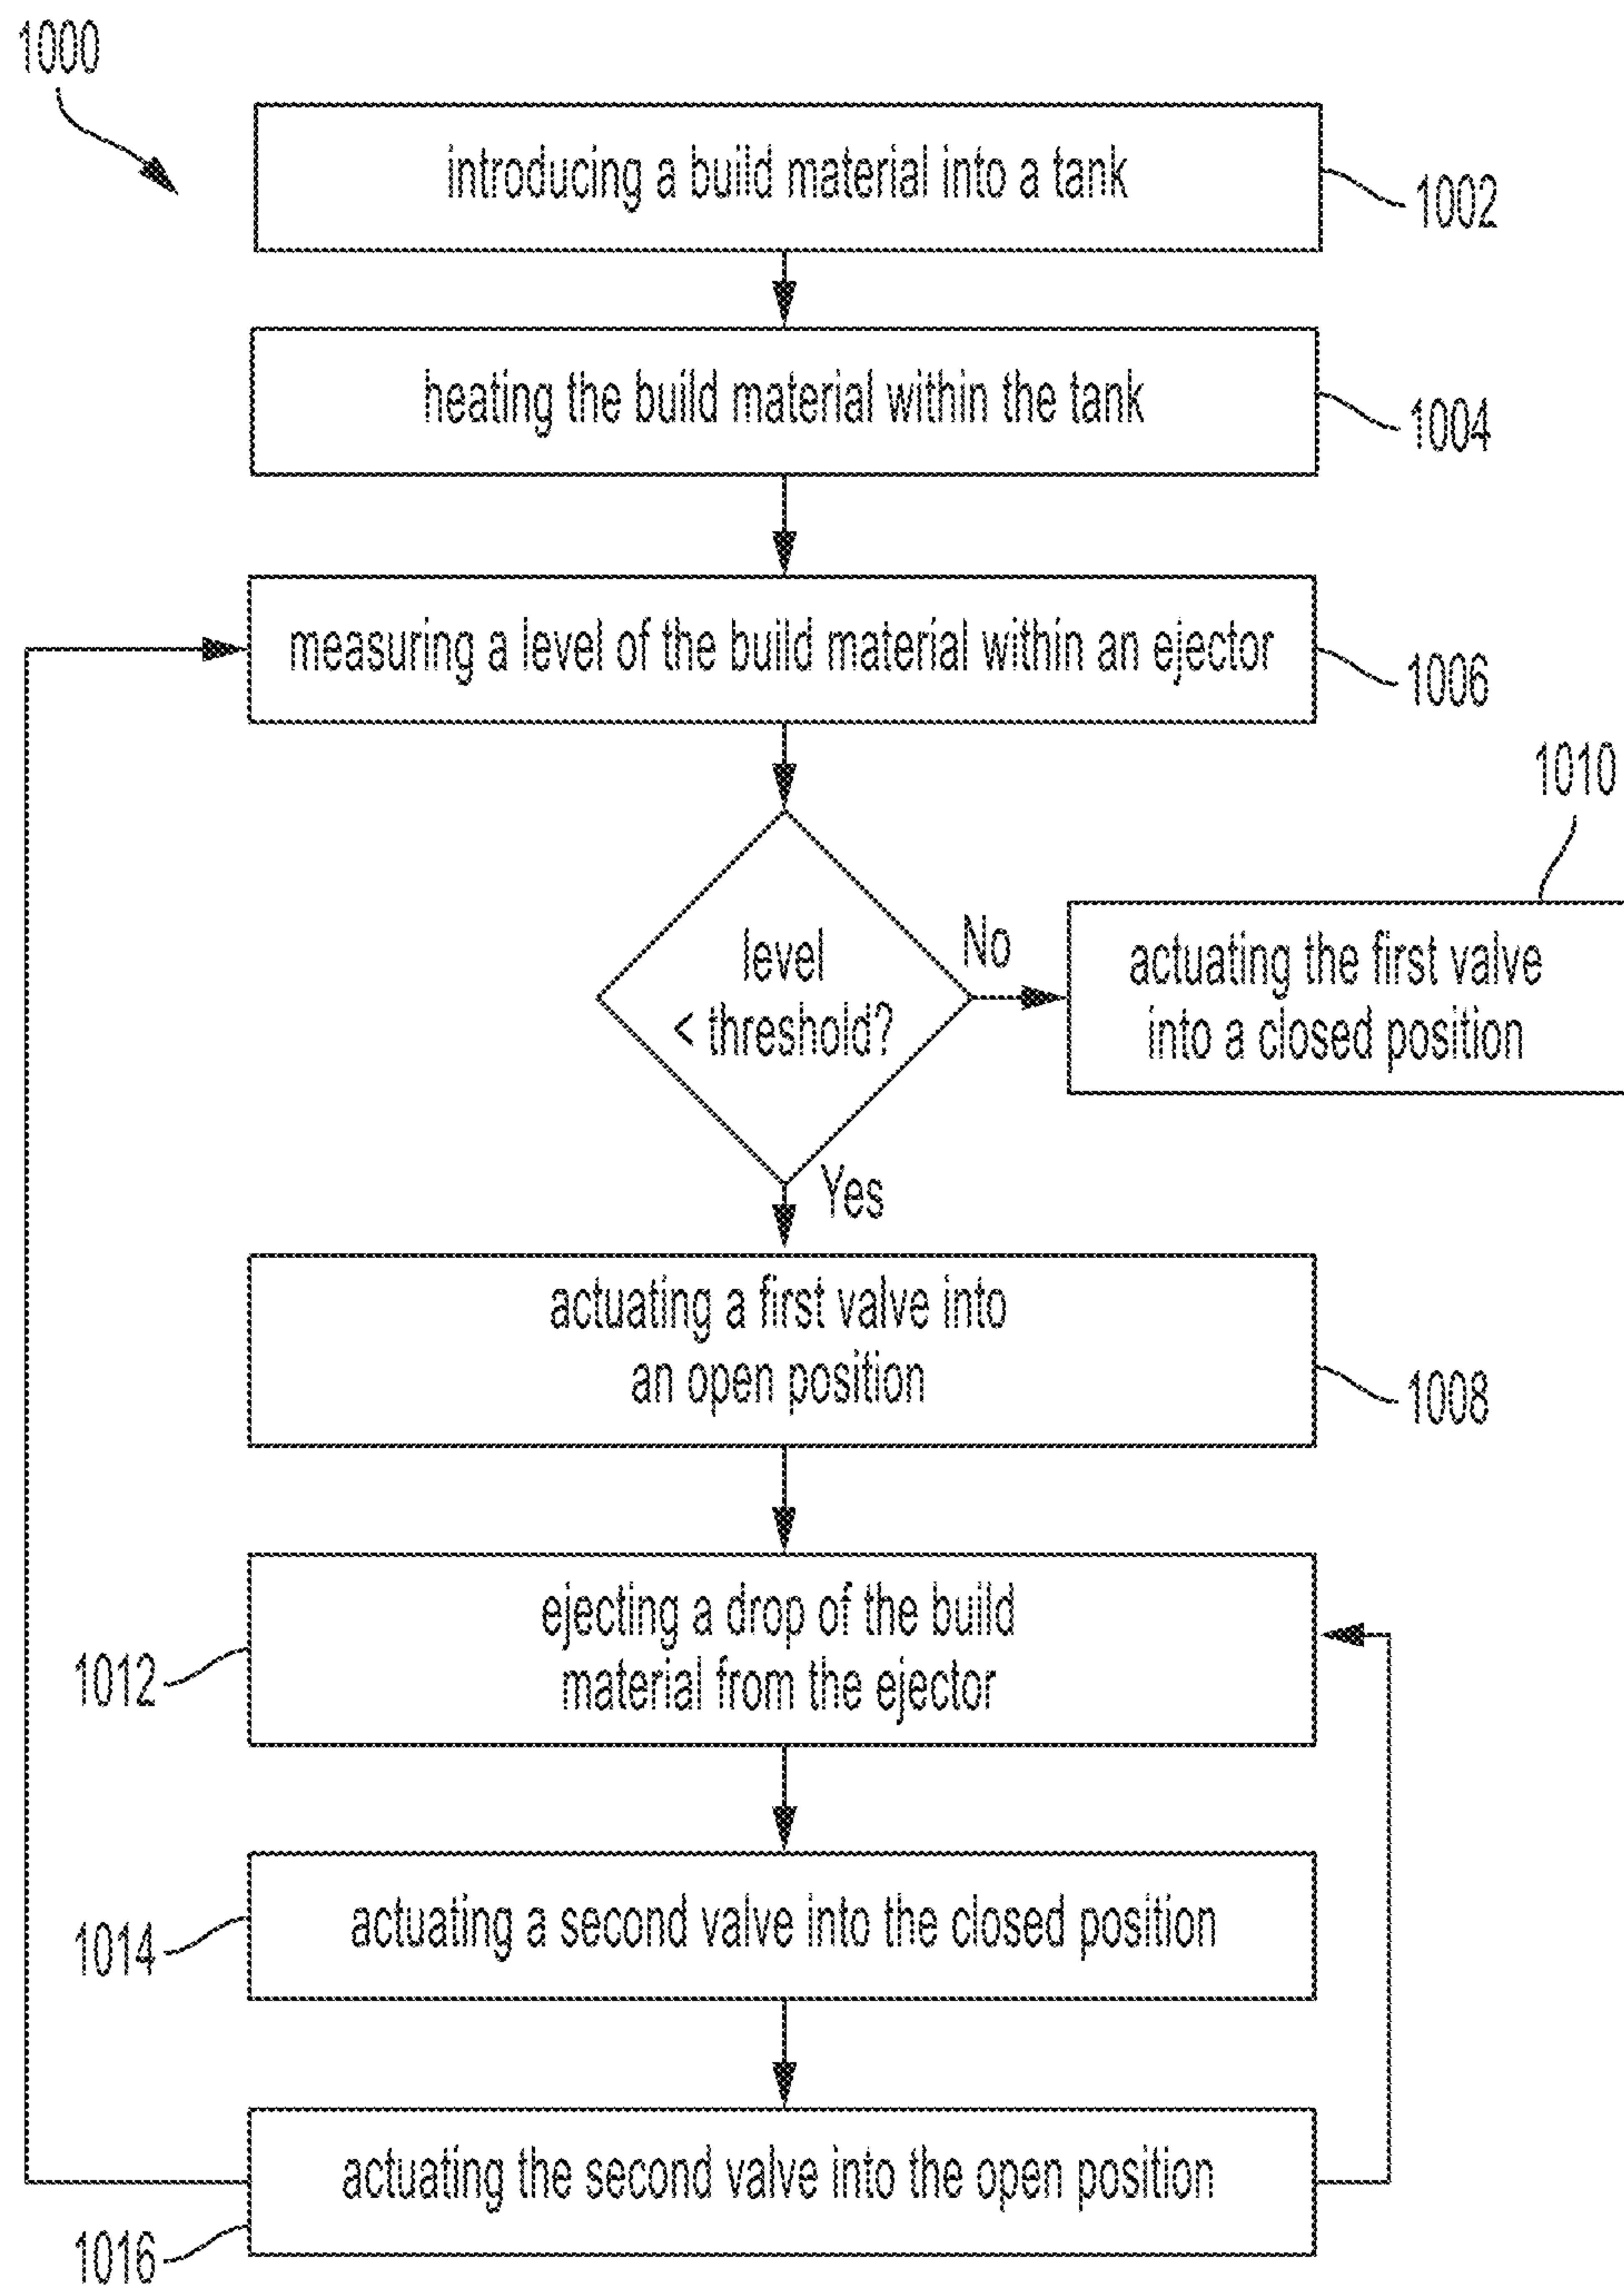 1000
introducing a build material into a tank
1002
heating the build material within the tank
1004
measuring a level of the build material within an ejector
1006
1010
level
< threshold?
No
actuating the first valve
into a closed position
Yes
actuating a first valve into
an open position
1008
ejecting a drop of the build
material from the ejector
1012
actuating a second valve into the closed position
1014
actuating the second valve into the open position
1016